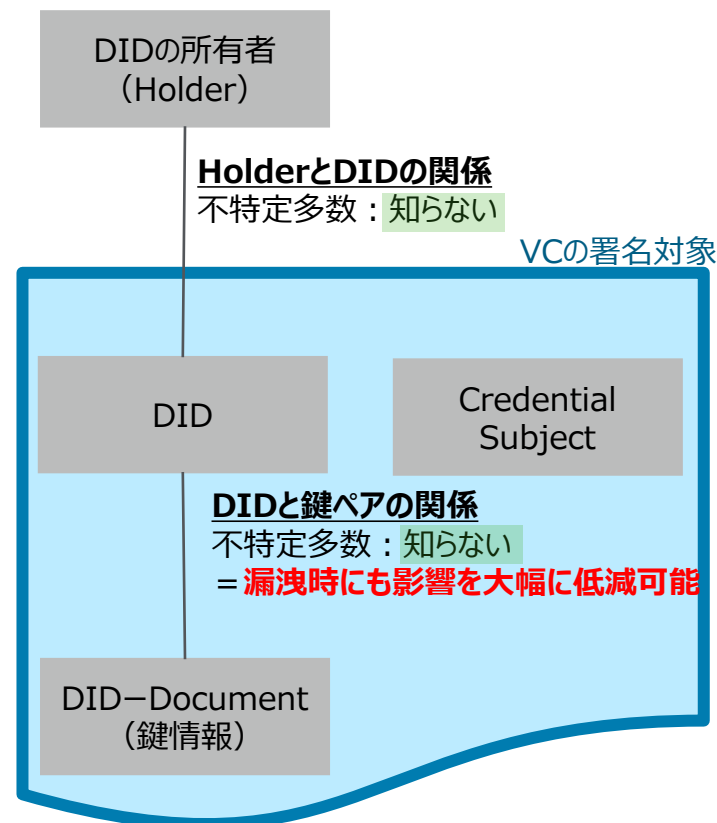 DIDの所有者
（Holder）
HolderとDIDの関係
不特定多数：知らない
VCの署名対象
DID
Credential
Subject
DIDと鍵ペアの関係
不特定多数：知らない
＝漏洩時にも影響を大幅に低減可能
DID－Document
（鍵情報）